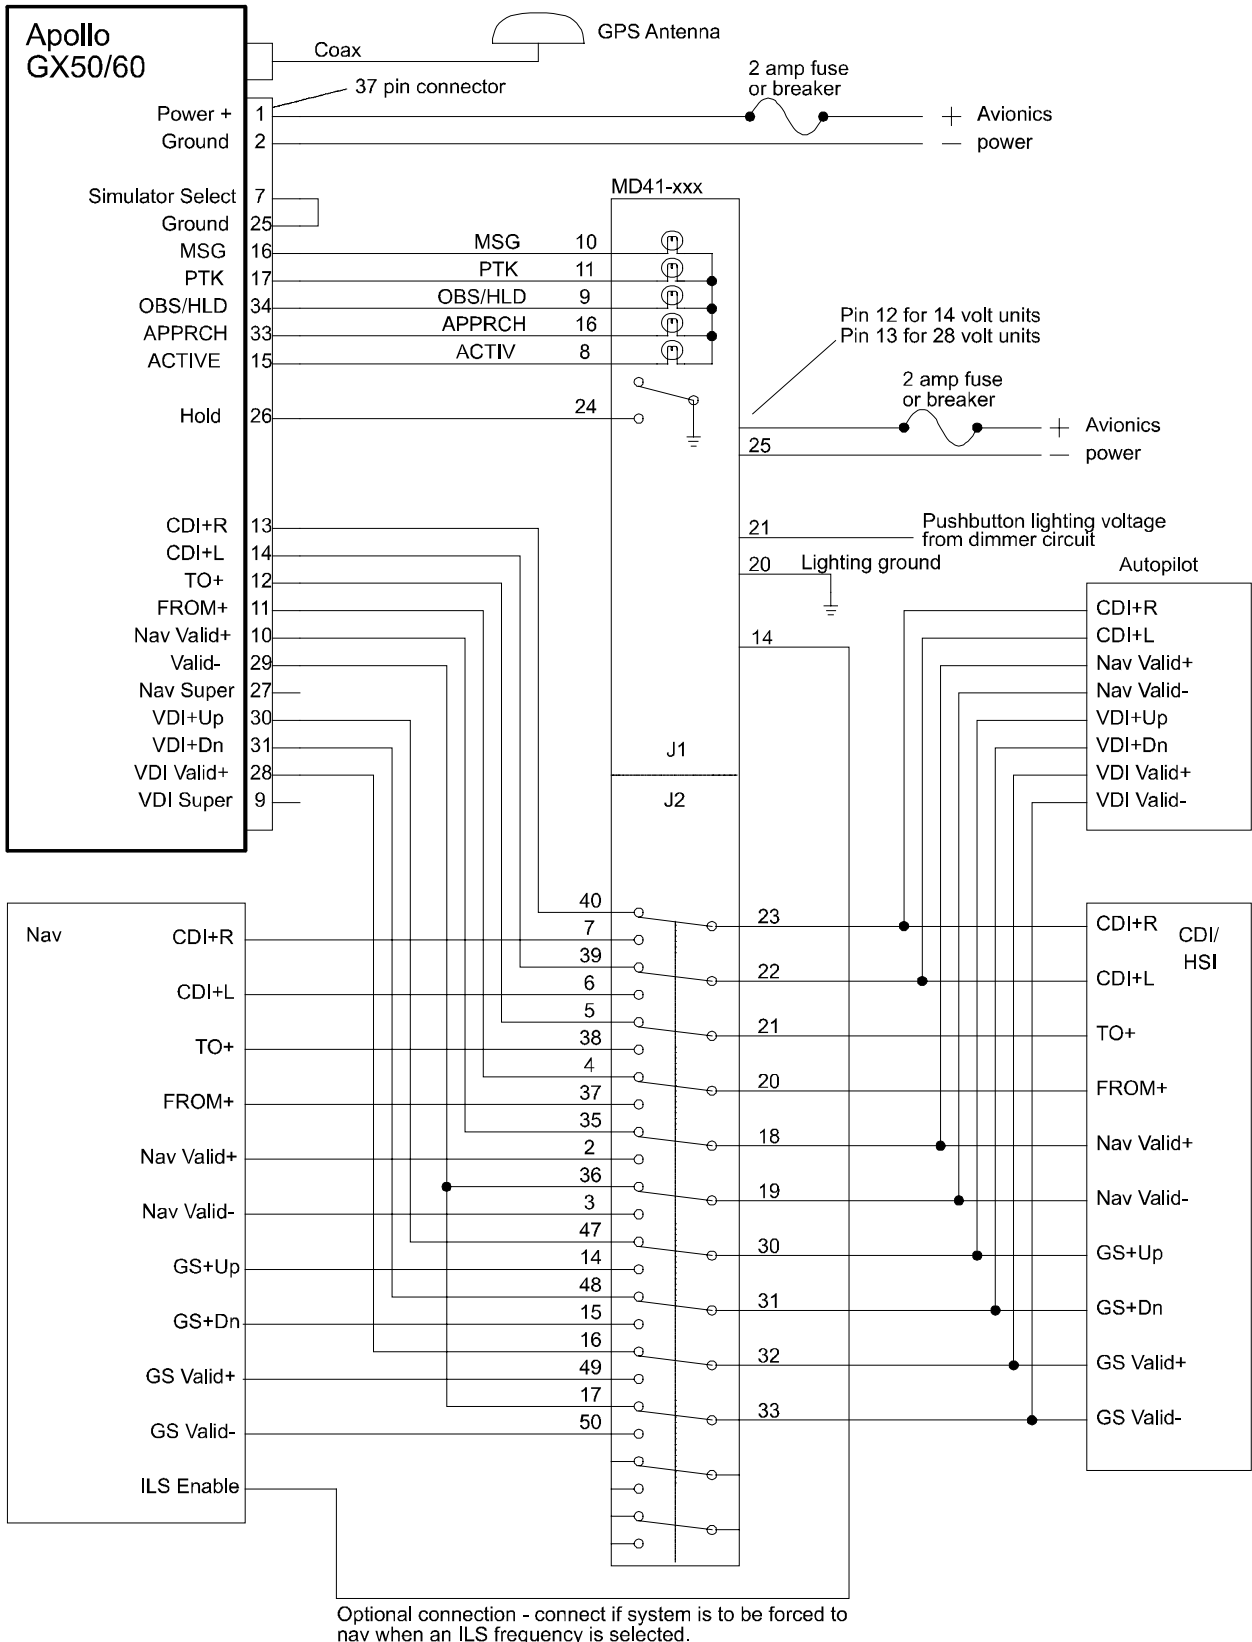 Apollo
GX50/60
Coax
GPS Antenna
37 pin connector
2 amp fuse
or breaker
Power + 1
+ Avionics
Ground 2
— power
Simulator Select 7
Ground 25
MD41-xxx
MSG 16 MSG 10
PTK 17 PTK 11
OBS/HLD 34 OBS/HLD 9
APPRCH 33 APPRCH 16
ACTIVE 15 ACTIV 8
Hold 26 24
Pin 12 for 14 volt units
Pin 13 for 28 volt units
2 amp fuse
or breaker
+ Avionics
25 — power
21 Pushbutton lighting voltage
from dimmer circuit
20 Lighting ground
14
CDI+R 13
CDI+L 14
TO+ 12
FROM+ 11
Nav Valid+ 10
Valid- 29
Nav Super 27
VDI+Up 30
VDI+Dn 31
VDI Valid+ 28
VDI Super 9
J1
J2
Autopilot
CDI+R
CDI+L
Nav Valid+
Nav Valid-
VDI+Up
VDI+Dn
VDI Valid+
VDI Valid-
Nav
CDI+R
CDI+L
TO+
FROM+
Nav Valid+
Nav Valid-
GS+Up
GS+Dn
GS Valid+
GS Valid-
ILS Enable
40
7
39
6
5
38
4
37
35
2
36
3
47
14
48
15
16
49
17
50
23
22
21
20
18
19
30
31
32
33
CDI/
HSI
CDI+R
CDI+L
TO+
FROM+
Nav Valid+
Nav Valid-
GS+Up
GS+Dn
GS Valid+
GS Valid-
Optional connection - connect if system is to be forced to
nav when an ILS frequency is selected.